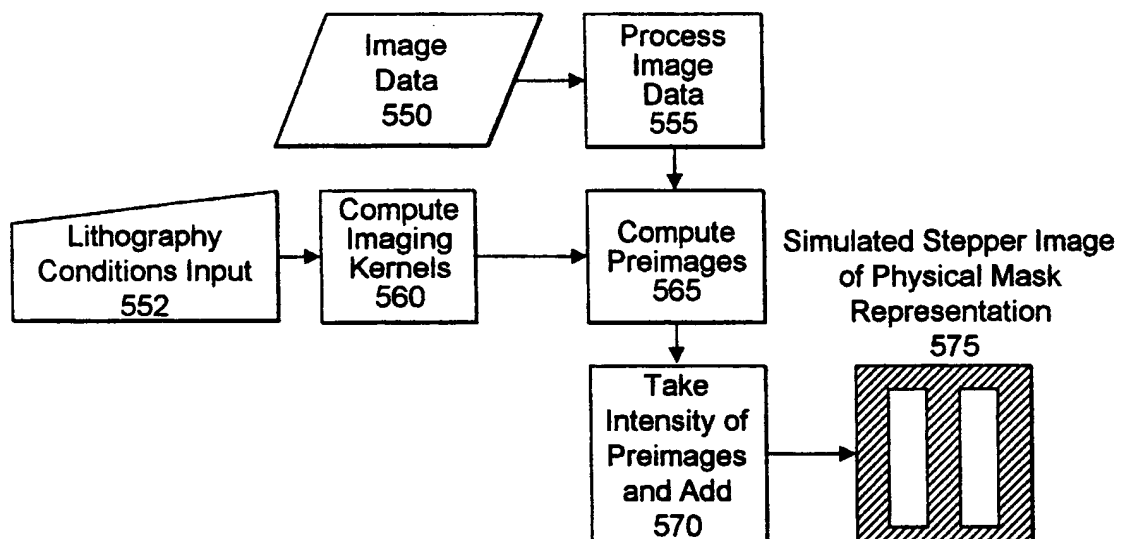 Image
Data
550
Process
Image
Data
555
Lithography
Conditions Input
552
Compute
Imaging
Kernels
560
Compute
Preimages
565
Simulated Stepper Image
of Physical Mask
Representation
575
Take
Intensity of
Preimages
and Add
570